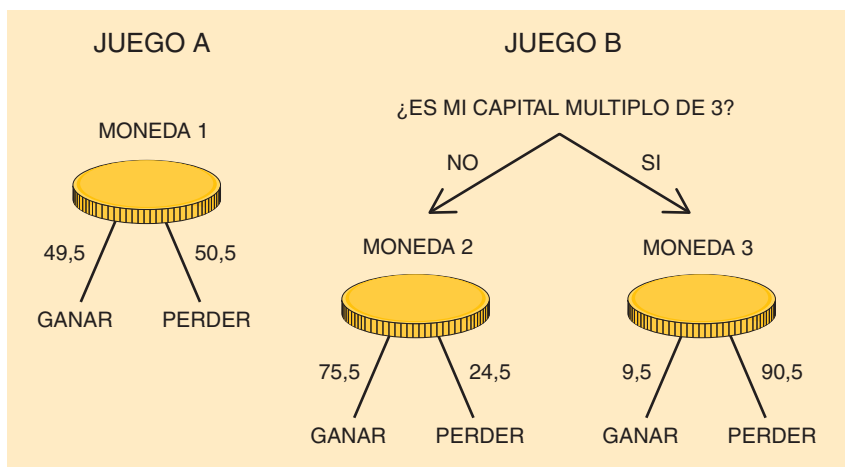 JUEGO A
MONEDA 1
49,5 50,5
GANAR PERDER
JUEGO B
¿ES MI CAPITAL MULTIPLO DE 3?
NO SI
MONEDA 2
75,5 24,5
GANAR PERDER
MONEDA 3
9,5 90,5
GANAR PERDER